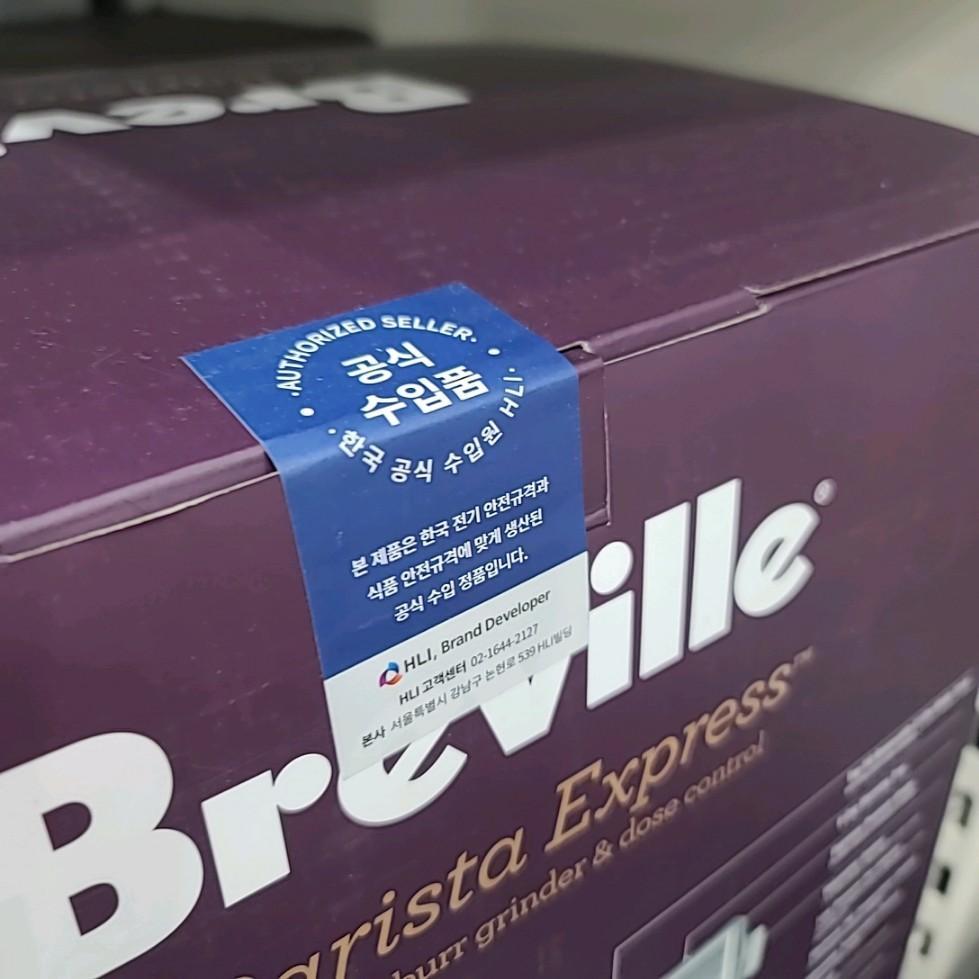 Brev
·AUTHORIZED SELLER·
공식
수입품
·한국 공식 수입원 HLI·
본 제품은 한국 전기 안전규격과
식품 안전규격에 맞게 생산된
공식 수입 정품입니다.
HLI, Brand Developer
HLI 고객센터 02-1644-2127
본사 서울특별시 강남구 논현로 539 HLI빌딩
Breville®
arista Express™
burr grinder & dose control